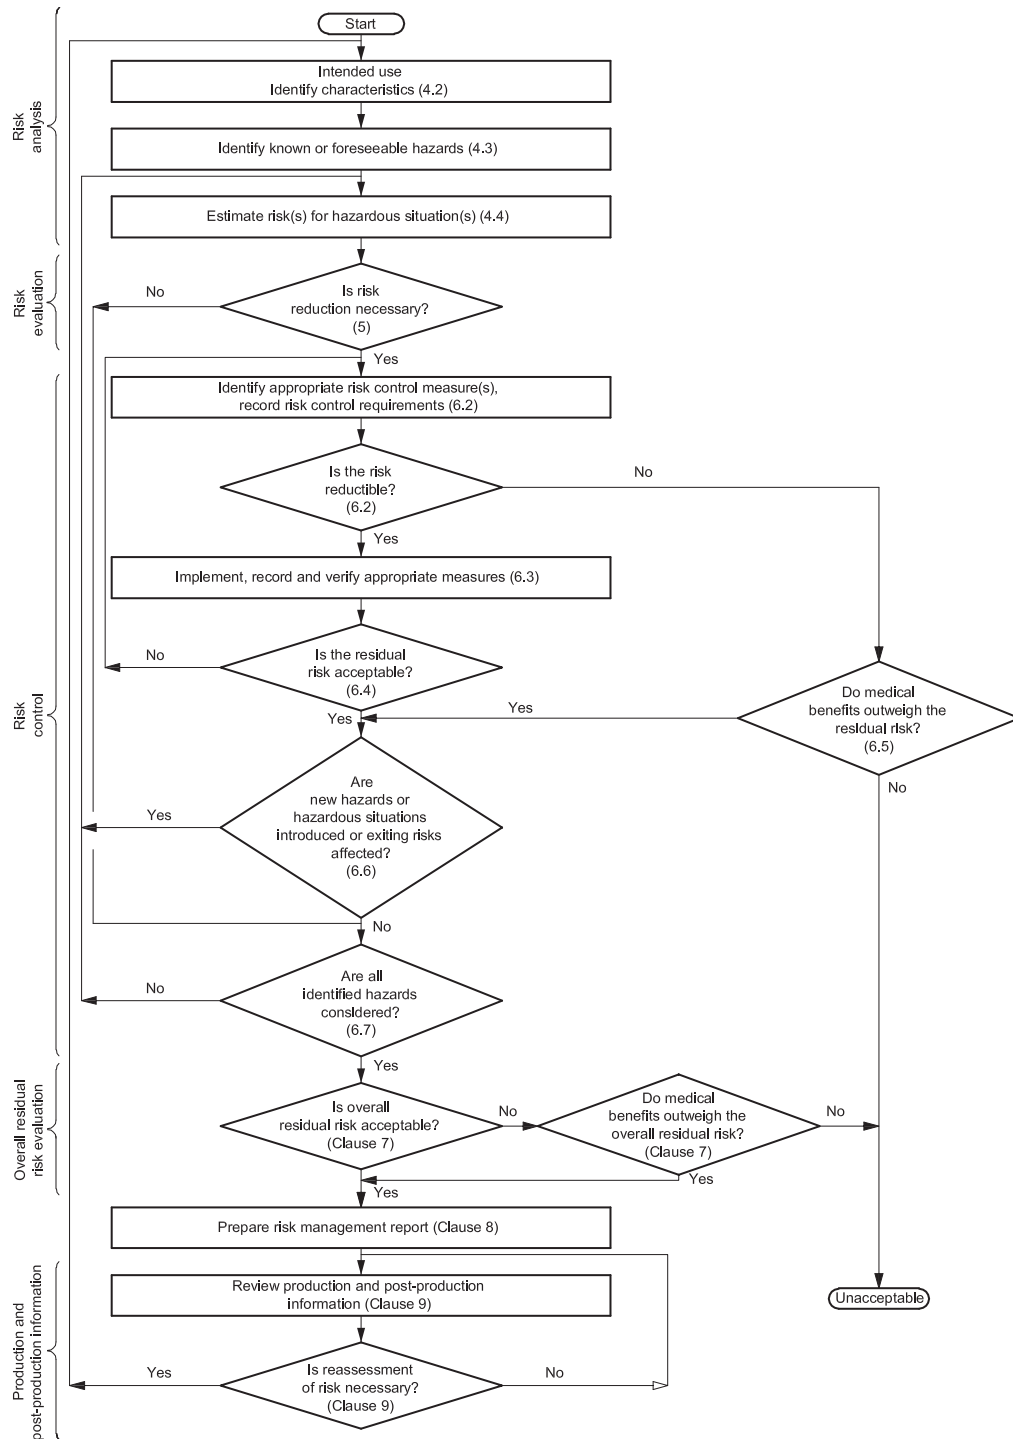 Start
Risk
analysis
Intended use
Identify characteristics (4.2)
Identify known or foreseeable hazards (4.3)
Estimate risk(s) for hazardous situation(s) (4.4)
Risk
evaluation
No
Is risk
reduction necessary?
(5)
Yes
Identify appropriate risk control measure(s),
record risk control requirements (6.2)
Is the risk
reductible?
(6.2)
No
Yes
Implement, record and verify appropriate measures (6.3)
Risk
control
No
Is the residual
risk acceptable?
(6.4)
Yes
Yes
Do medical
benefits outweigh the
residual risk?
(6.5)
No
Yes
Are
new hazards or
hazardous situations
introduced or exiting risks
affected?
(6.6)
No
No
Are all
identified hazards
considered?
(6.7)
Yes
Overall residual
risk evaluation
Is overall
residual risk acceptable?
(Clause 7)
No
Do medical
benefits outweigh the
overall residual risk?
(Clause 7)
No
Yes
Yes
Prepare risk management report (Clause 8)
Production and
post-production information
Review production and post-production
information (Clause 9)
Unacceptable
Yes
Is reassessment
of risk necessary?
(Clause 9)
No